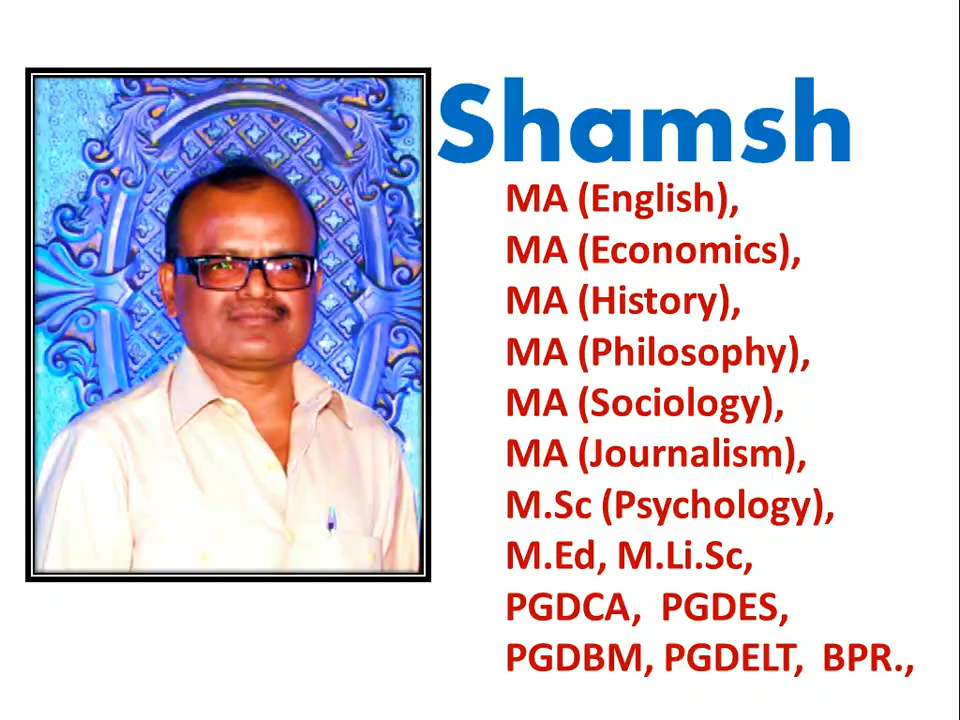 Shamsh
MA (English),
MA (Economics),
MA (History),
MA (Philosophy),
MA (Sociology),
MA (Journalism),
M.Sc (Psychology),
M.Ed, M.Li.Sc,
PGDCA, PGDES,
PGDBM, PGDELT, BPR.,